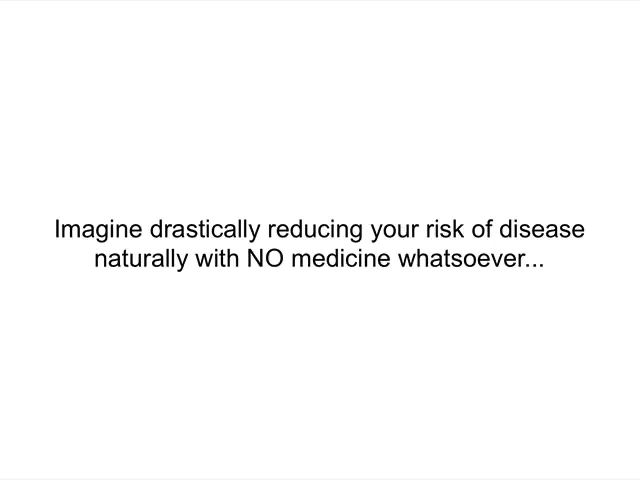 Imagine drastically reducing your risk of disease
naturally with NO medicine whatsoever...